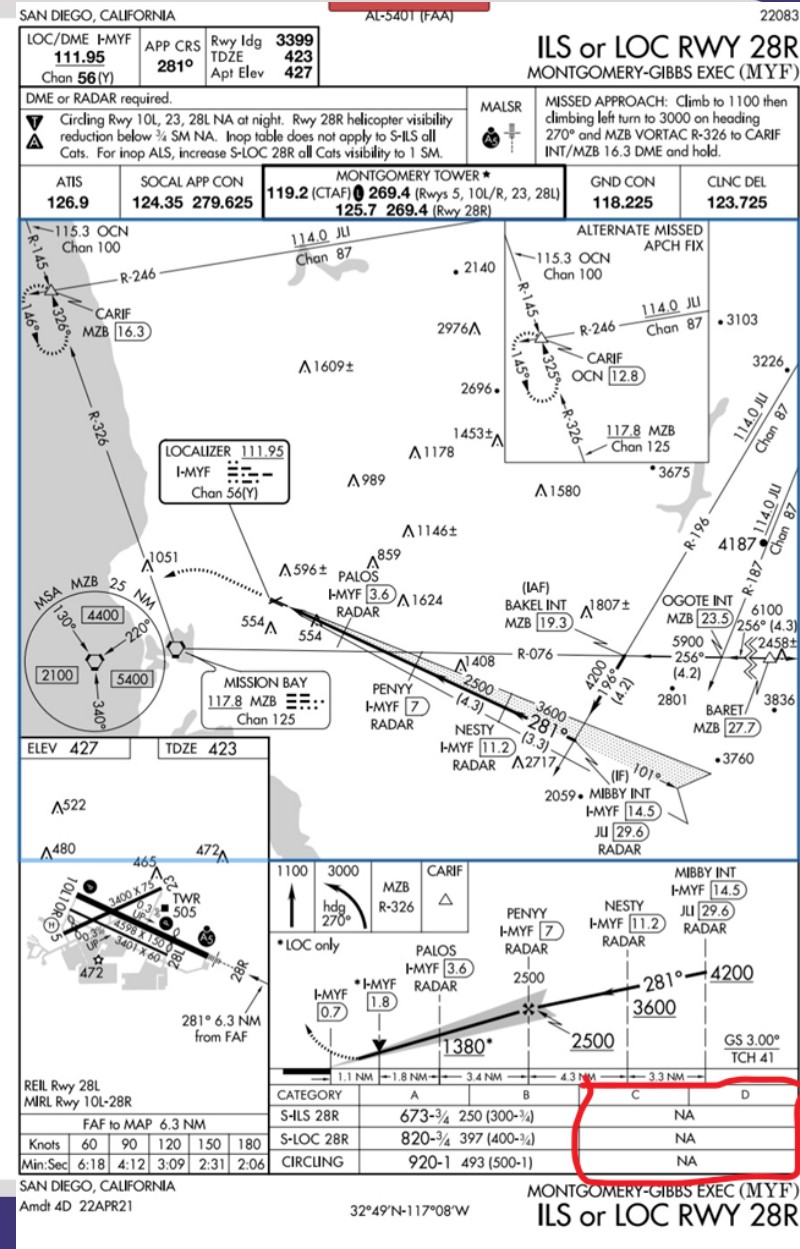 SAN DIEGO, CALIFORNIA
AL-5401 (FAA)
22083
LOC/DME I-MYF
111.95
Chan 56 (Y)
APP CRS
281°
Rwy ldg 3399
TDZE 423
Apt Elev 427
ILS or LOC RWY 28R
MONTGOMERY-GIBBS EXEC (MYF)
DME or RADAR required.
T
A
Circling Rwy 10L, 23, 28L NA at night. Rwy 28R helicopter visibility
reduction below ¾ SM NA. Inop table does not apply to S-ILS all
Cats. For inop ALS, increase S-LOC 28R all Cats visibility to 1 SM.
MALSR
A5
MISSED APPROACH: Climb to 1100 then
climbing left turn to 3000 on heading
270° and MZB VORTAC R-326 to CARIF
INT/MZB 16.3 DME and hold.
ATIS
126.9
SOCAL APP CON
124.35 279.625
MONTGOMERY TOWER ★
119.2 (CTAF) L 269.4 (Rwys 5, 10L/R, 23, 28L)
125.7 269.4 (Rwy 28R)
GND CON
118.225
CLNC DEL
123.725
115.3 OCN
Chan 100
R-145
114.0 JLI
Chan 87
R-246
CARIF
MZB 16.3
146°
326°
R-326
2140
2976
1609±
2696
1453±
1178
989
1580
1146±
ALTERNATE MISSED
APCH FIX
115.3 OCN
Chan 100
R-145
114.0 JLI
Chan 87
R-246
CARIF
OCN 12.8
145°
325°
R-326
117.8 MZB
Chan 125
3103
3226
3675
114.0 JLI
Chan 87
R-196
4187
114.0 JLI
Chan 87
R-187
LOCALIZER 111.95
I-MYF
Chan 56(Y)
1051
596±
859
PALOS
I-MYF 3.6
RADAR
1624
554
554
MSA MZB 25 NM
4400
130°
220°
2100
5400
340°
MISSION BAY
117.8 MZB
Chan 125
R-076
(IAF)
BAKEL INT
MZB 19.3
1807±
OGOTE INT
MZB 23.5
6100
256° (4.3)
2458±
5900
256°
(4.2)
4200
196°
(4.2)
2801
3836
BARET
MZB 27.7
3760
1408
2500
(4.3)
PENYY
I-MYF 7
RADAR
3600
281°
(3.3)
NESTY
I-MYF 11.2
RADAR
2717
101°
(IF)
2059
MIBBY INT
I-MYF 14.5
JLI 29.6
RADAR
ELEV 427
TDZE 423
522
480
472
465
10L
10R
23
3400 X 75
0.3%
UP
4598 X 150
0.3%
UP
3401 X 60
TWR
505
P
A5
H
5
28L
28R
472
281° 6.3 NM
from FAF
REIL Rwy 28L
MIRL Rwy 10L-28R
FAF to MAP 6.3 NM
Knots 60 90 120 150 180
Min:Sec 6:18 4:12 3:09 2:31 2:06
1100
3000
hdg
270°
MZB
R-326
CARIF
*LOC only
I-MYF
0.7
*I-MYF
1.8
PALOS
I-MYF 3.6
RADAR
PENYY
I-MYF 7
RADAR
2500
NESTY
I-MYF 11.2
RADAR
MIBBY INT
I-MYF 14.5
JLI 29.6
RADAR
281°
4200
3600
2500
1380*
GS 3.00°
TCH 41
1.1 NM 1.8 NM 3.4 NM 4.3 NM 3.3 NM
CATEGORY A B C D
S-ILS 28R 673-¾ 250 (300-¾) NA
S-LOC 28R 820-¾ 397 (400-¾) NA
CIRCLING 920-1 493 (500-1) NA
SAN DIEGO, CALIFORNIA
Amdt 4D 22APR21
32°49'N-117°08'W
MONTGOMERY-GIBBS EXEC (MYF)
ILS or LOC RWY 28R